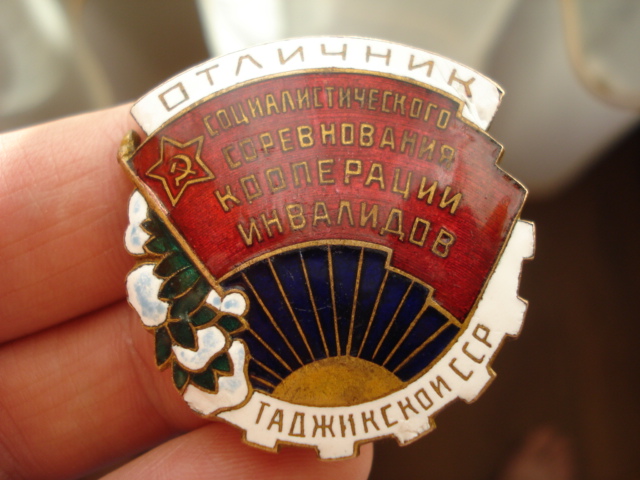 ОТЛИЧНИК
СОЦИАЛИСТИЧЕСКОГО
СОРЕВНОВАНИЯ
КООПЕРАЦИИ
ИНВАЛИДОВ
ТАДЖИКСКОЙ ССР